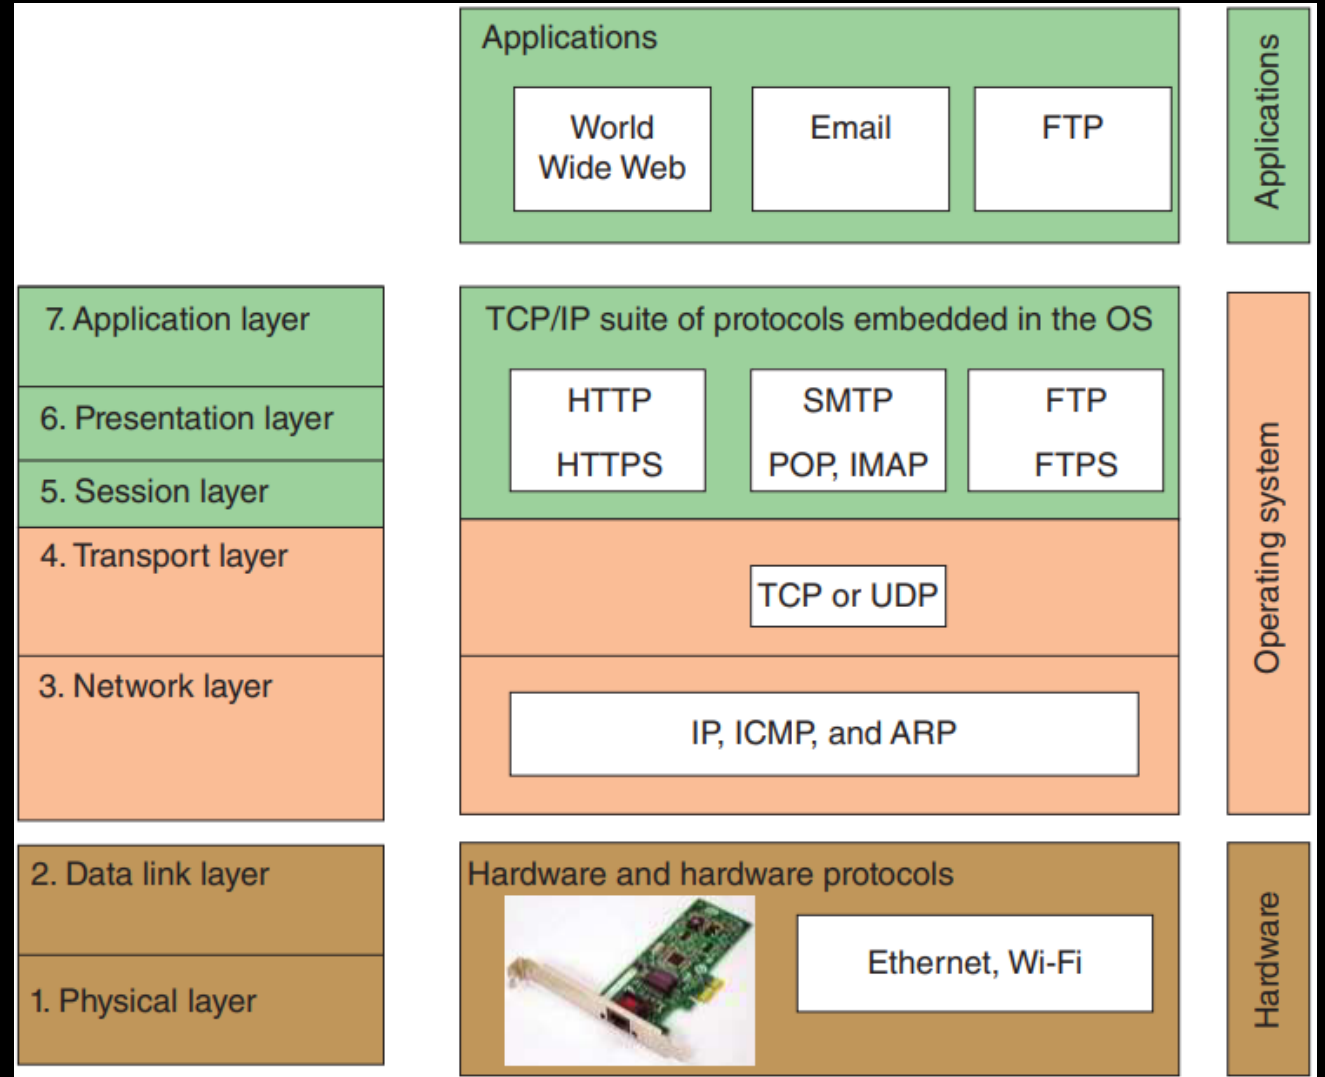 Applications
World
Wide Web
Email
FTP
Applications
7. Application layer
6. Presentation layer
5. Session layer
4. Transport layer
3. Network layer
TCP/IP suite of protocols embedded in the OS
HTTP
HTTPS
SMTP
POP, IMAP
FTP
FTPS
TCP or UDP
IP, ICMP, and ARP
Operating system
2. Data link layer
1. Physical layer
Hardware and hardware protocols
Ethernet, Wi-Fi
Hardware